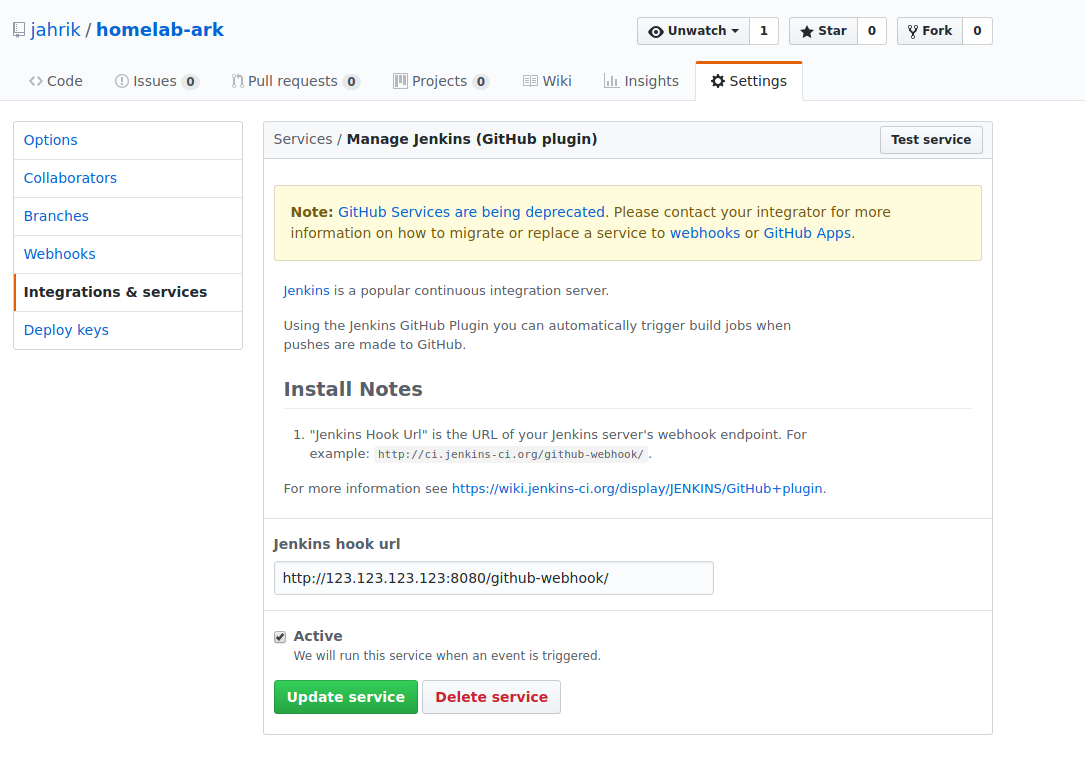 jahrik / homelab-ark
Unwatch 1 Star 0 Fork 0
Code Issues 0 Pull requests 0 Projects 0 Wiki Insights Settings
Options
Collaborators
Branches
Webhooks
Integrations & services
Deploy keys
Services / Manage Jenkins (GitHub plugin)
Test service
Note: GitHub Services are being deprecated. Please contact your integrator for more
information on how to migrate or replace a service to webhooks or GitHub Apps.
Jenkins is a popular continuous integration server.
Using the Jenkins GitHub Plugin you can automatically trigger build jobs when
pushes are made to GitHub.
Install Notes
1. "Jenkins Hook Url" is the URL of your Jenkins server's webhook endpoint. For
example: http://ci.jenkins-ci.org/github-webhook/ .
For more information see https://wiki.jenkins-ci.org/display/JENKINS/GitHub+plugin.
Jenkins hook url
http://123.123.123.123:8080/github-webhook/
Active
We will run this service when an event is triggered.
Update service Delete service